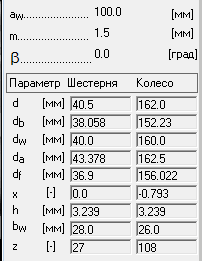 aw.................... 100.0 [мм]
m..................... 1.5 [мм]
β..................... 0.0 [град]
Параметр Шестерня Колесо
d [мм] 40.5 162.0
db [мм] 38.058 152.23
dw [мм] 40.0 160.0
da [мм] 43.378 162.5
df [мм] 36.9 156.022
x [-] 0.0 -0.793
h [мм] 3.239 3.239
bw [мм] 28.0 26.0
z [-] 27 108